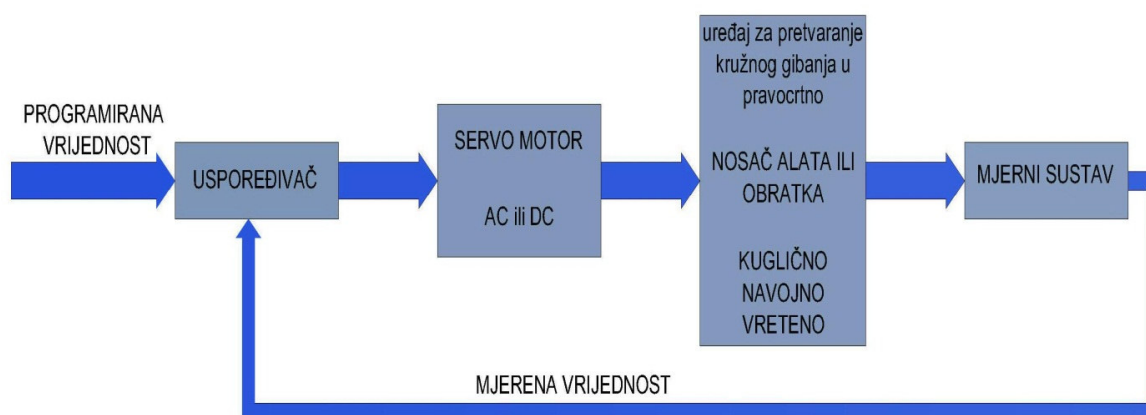 PROGRAMIRANA
VRIJEDNOST
USPOREĐIVAČ
SERVO MOTOR
AC ili DC
uređaj za pretvaranje
kružnog gibanja u
pravocrtno
NOSAČ ALATA ILI
OBRATKA
KUGLIČNO
NAVOJNO
VRETENO
MJERNI SUSTAV
MJERENA VRIJEDNOST